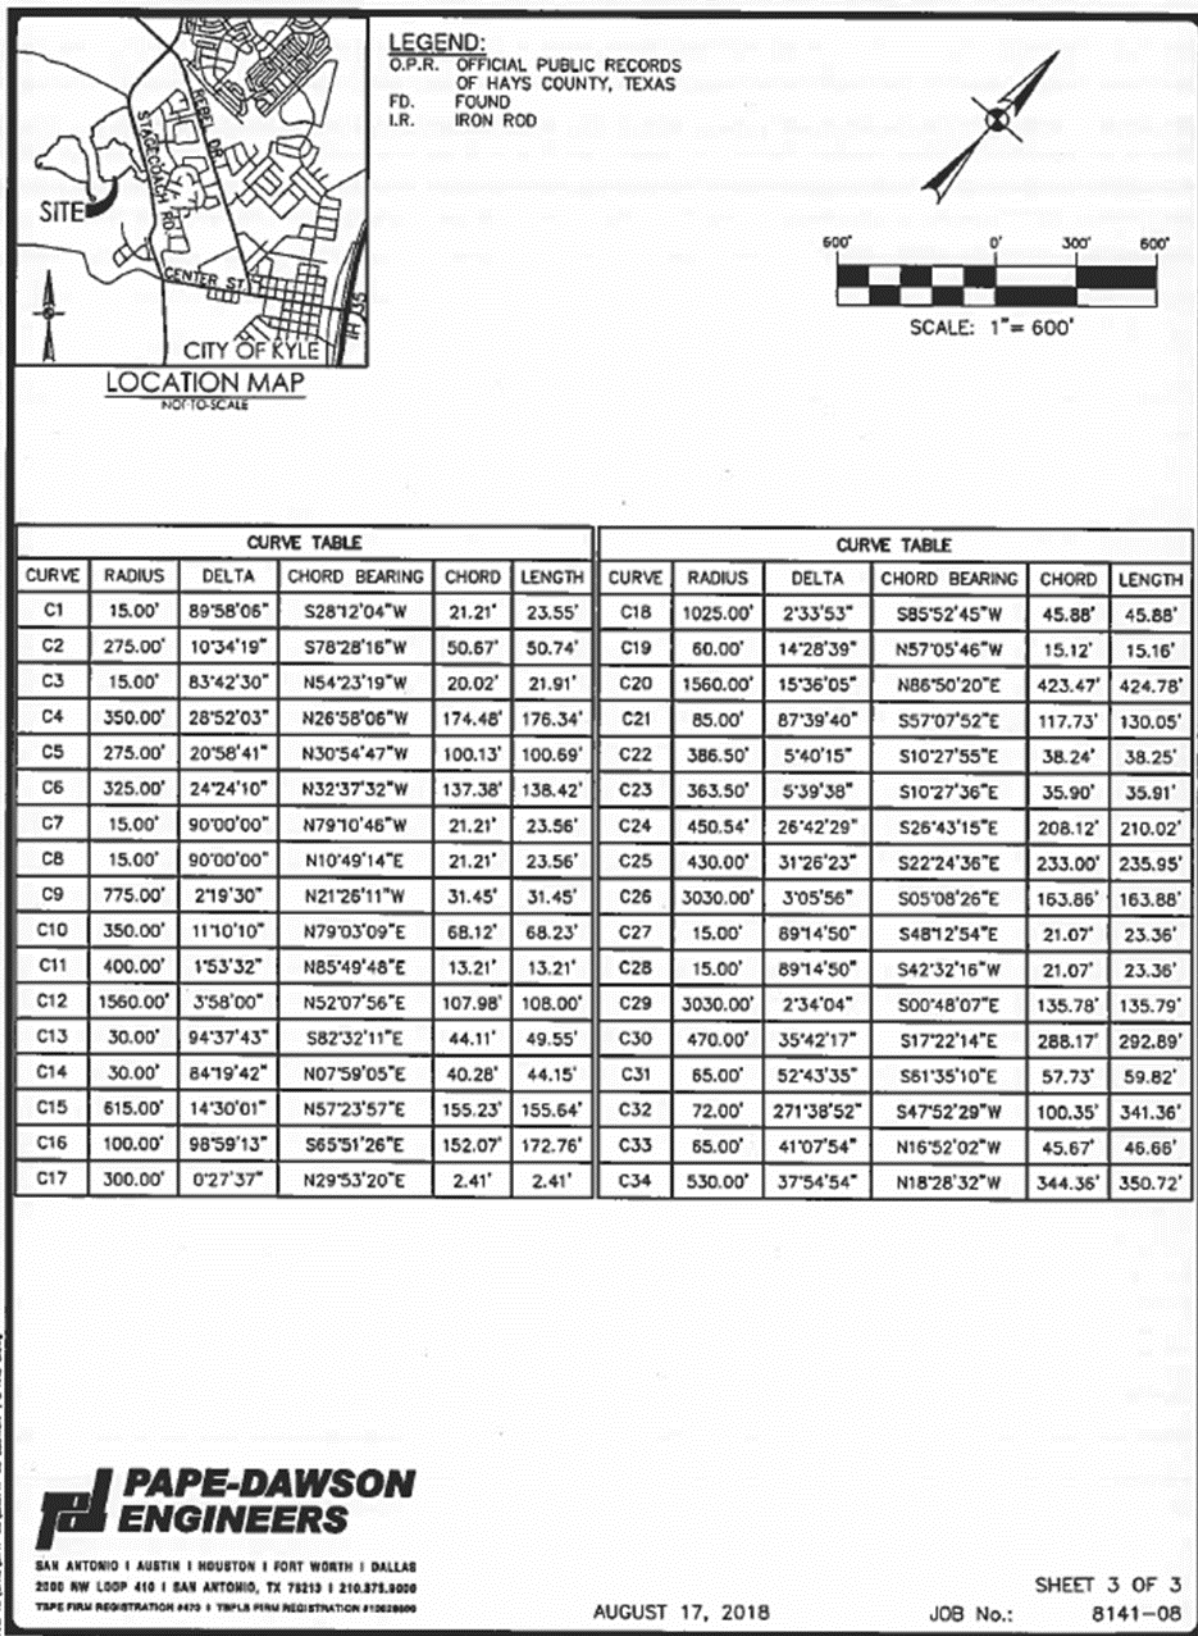 LEGEND:
O.P.R. OFFICIAL PUBLIC RECORDS
OF HAYS COUNTY, TEXAS
FD. FOUND
I.R. IRON ROD
REBEL DR.
STAGECOACH RD.
SITE
CENTER ST.
IH 35
CITY OF KYLE
LOCATION MAP
NOT-TO-SCALE
600' 0' 300' 600'
SCALE: 1"= 600'
CURVE TABLE
CURVE RADIUS DELTA CHORD BEARING CHORD LENGTH
C1 15.00' 89°58'06" S28°12'04"W 21.21' 23.55'
C2 275.00' 10°34'19" S78°28'16"W 50.67' 50.74'
C3 15.00' 83°42'30" N54°23'19"W 20.02' 21.91'
C4 350.00' 28°52'03" N26°58'06"W 174.48' 176.34'
C5 275.00' 20°58'41" N30°54'47"W 100.13' 100.69'
C6 325.00' 24°24'10" N32°37'32"W 137.38' 138.42'
C7 15.00' 90°00'00" N79°10'46"W 21.21' 23.56'
C8 15.00' 90°00'00" N10°49'14"E 21.21' 23.56'
C9 775.00' 2°19'30" N21°26'11"W 31.45' 31.45'
C10 350.00' 11°10'10" N79°03'09"E 68.12' 68.23'
C11 400.00' 1°53'32" N85°49'48"E 13.21' 13.21'
C12 1560.00' 3°58'00" N52°07'56"E 107.98' 108.00'
C13 30.00' 94°37'43" S82°32'11"E 44.11' 49.55'
C14 30.00' 84°19'42" N07°59'05"E 40.28' 44.15'
C15 615.00' 14°30'01" N57°23'57"E 155.23' 155.64'
C16 100.00' 98°59'13" S65°51'26"E 152.07' 172.76'
C17 300.00' 0°27'37" N29°53'20"E 2.41' 2.41'
CURVE TABLE
CURVE RADIUS DELTA CHORD BEARING CHORD LENGTH
C18 1025.00' 2°33'53" S85°52'45"W 45.88' 45.88'
C19 60.00' 14°28'39" N57°05'46"W 15.12' 15.16'
C20 1560.00' 15°36'05" N86°50'20"E 423.47' 424.78'
C21 85.00' 87°39'40" S57°07'52"E 117.73' 130.05'
C22 386.50' 5°40'15" S10°27'55"E 38.24' 38.25'
C23 363.50' 5°39'38" S10°27'36"E 35.90' 35.91'
C24 450.54' 26°42'29" S26°43'15"E 208.12' 210.02'
C25 430.00' 31°26'23" S22°24'36"E 233.00' 235.95'
C26 3030.00' 3°05'56" S05°08'26"E 163.86' 163.88'
C27 15.00' 89°14'50" S48°12'54"E 21.07' 23.36'
C28 15.00' 89°14'50" S42°32'16"W 21.07' 23.36'
C29 3030.00' 2°34'04" S00°48'07"E 135.78' 135.79'
C30 470.00' 35°42'17" S17°22'14"E 288.17' 292.89'
C31 65.00' 52°43'35" S61°35'10"E 57.73' 59.82'
C32 72.00' 271°38'52" S47°52'29"W 100.35' 341.36'
C33 65.00' 41°07'54" N16°52'02"W 45.67' 46.66'
C34 530.00' 37°54'54" N18°28'32"W 344.36' 350.72'
PAPE-DAWSON
ENGINEERS
SAN ANTONIO | AUSTIN | HOUSTON | FORT WORTH | DALLAS
2000 NW LOOP 410 | SAN ANTONIO, TX 78213 | 210.375.9000
TBPE FIRM REGISTRATION #470 | TBPLS FIRM REGISTRATION #10028800
AUGUST 17, 2018
SHEET 3 OF 3
JOB No.: 8141-08